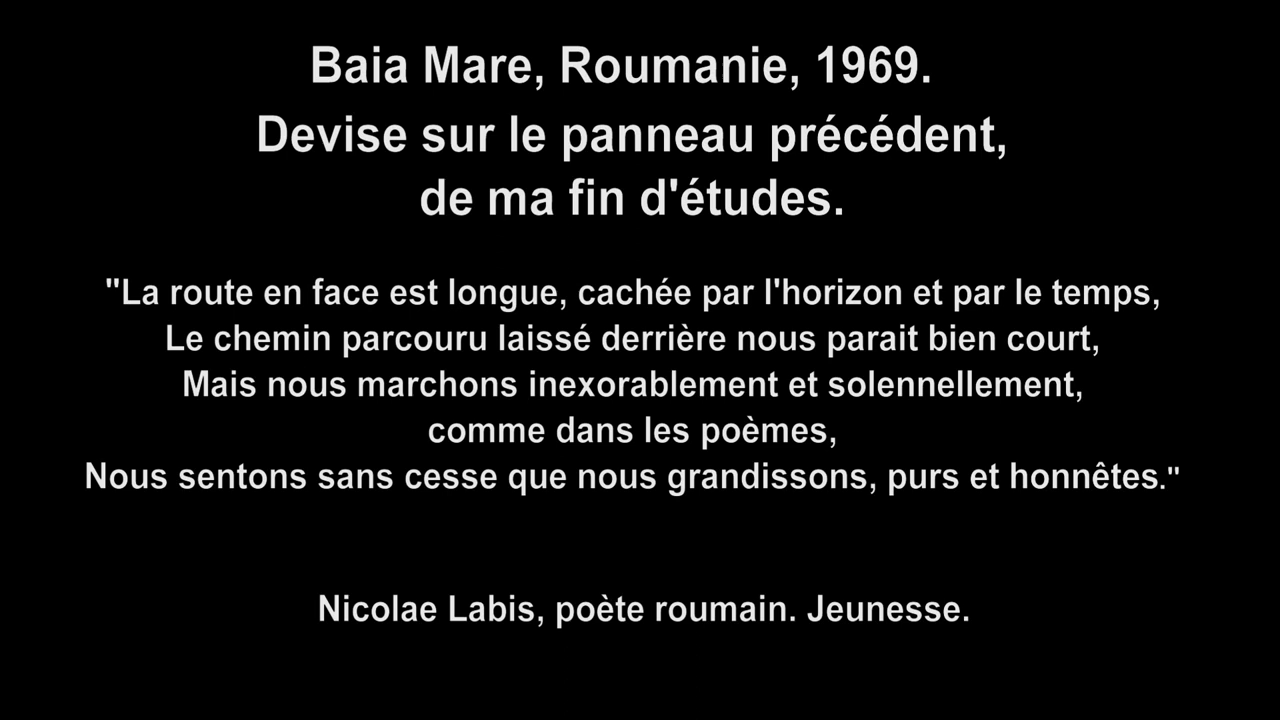 Baia Mare, Roumanie, 1969.
Devise sur le panneau précédent,
de ma fin d'études.
"La route en face est longue, cachée par l'horizon et par le temps,
Le chemin parcouru laissé derrière nous parait bien court,
Mais nous marchons inexorablement et solennellement,
comme dans les poèmes,
Nous sentons sans cesse que nous grandissons, purs et honnêtes."
Nicolae Labis, poète roumain. Jeunesse.